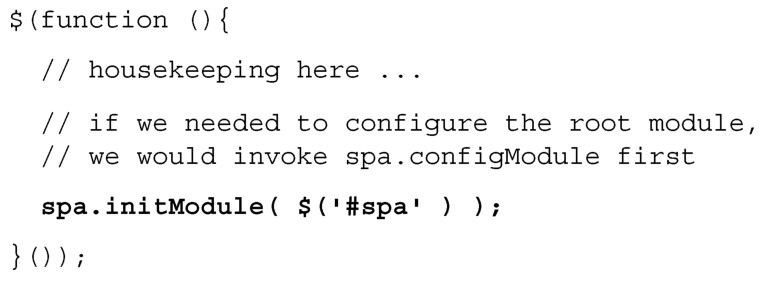 $(function (){
// housekeeping here ...
// if we needed to configure the root module,
// we would invoke spa.configModule first
spa.initModule( $('#spa' ) );
}());